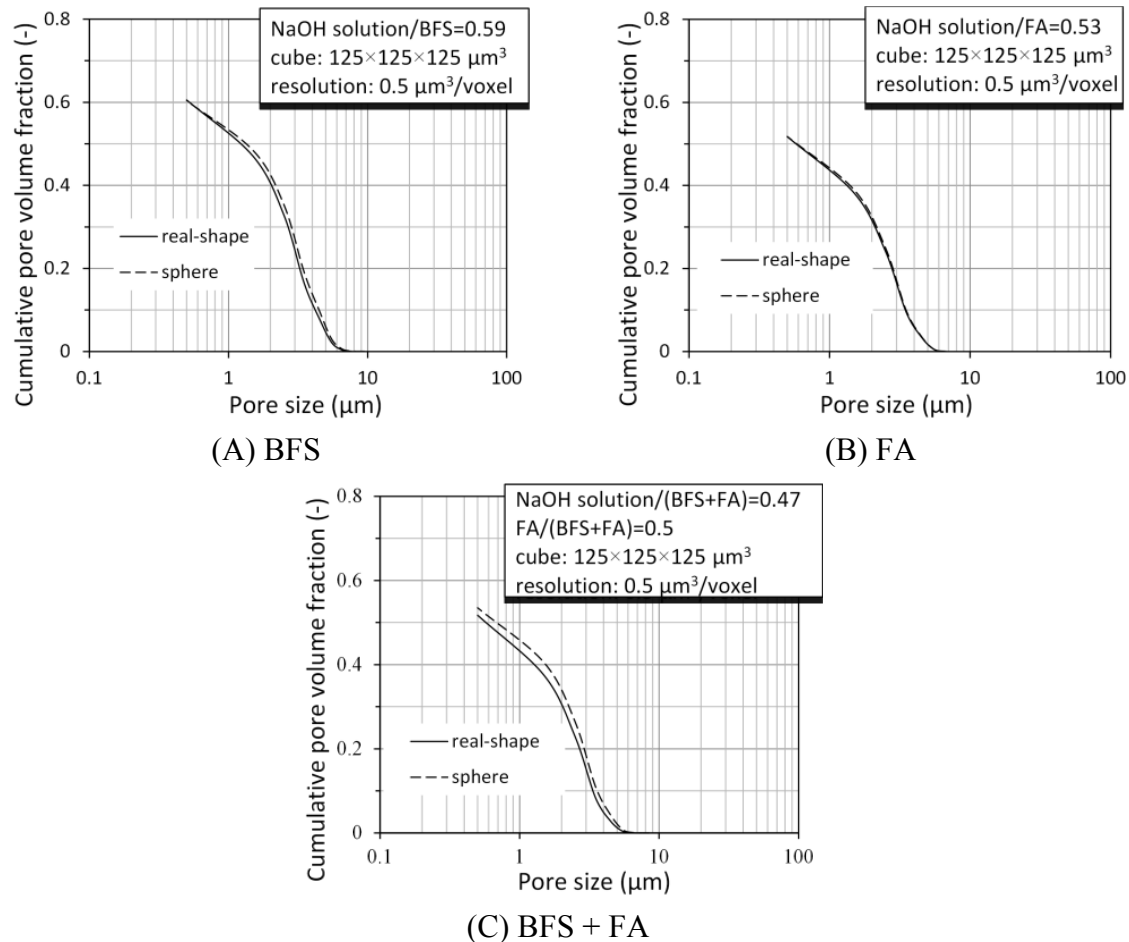 Cumulative pore volume fraction (-)
0.8
0.6
0.4
0.2
0
NaOH solution/BFS=0.59
cube: 125×125×125 μm³
resolution: 0.5 μm³/voxel
real-shape
sphere
0.1 1 10 100
Pore size (μm)
(A) BFS
Cumulative pore volume fraction (-)
0.8
0.6
0.4
0.2
0
NaOH solution/FA=0.53
cube: 125×125×125 μm³
resolution: 0.5 μm³/voxel
real-shape
sphere
0.1 1 10 100
Pore size (μm)
(B) FA
Cumulative pore volume fraction (-)
0.8
0.6
0.4
0.2
0
NaOH solution/(BFS+FA)=0.47
FA/(BFS+FA)=0.5
cube: 125×125×125 μm³
resolution: 0.5 μm³/voxel
real-shape
sphere
0.1 1 10 100
Pore size (μm)
(C) BFS + FA